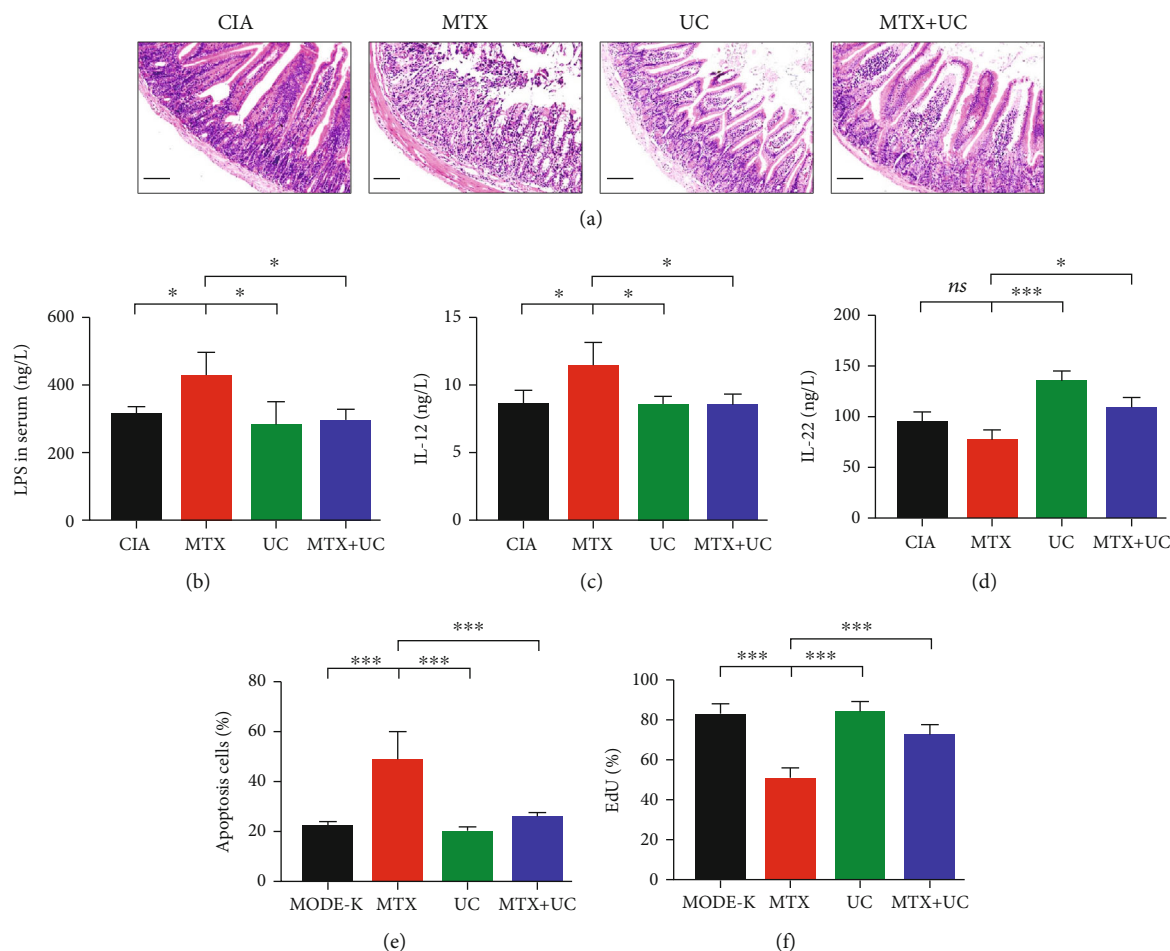 CIA MTX UC MTX+UC
(a)
LPS in serum (ng/L)
600
400
200
0
* * *
CIA MTX UC MTX+UC
(b)
IL-12 (ng/L)
15
10
5
0
* * *
CIA MTX UC MTX+UC
(c)
IL-22 (ng/L)
200
150
100
50
0
ns *** *
CIA MTX UC MTX+UC
(d)
Apoptosis cells (%)
80
60
40
20
0
*** *** ***
MODE-K MTX UC MTX+UC
(e)
EdU (%)
100
80
60
40
20
0
*** *** ***
MODE-K MTX UC MTX+UC
(f)